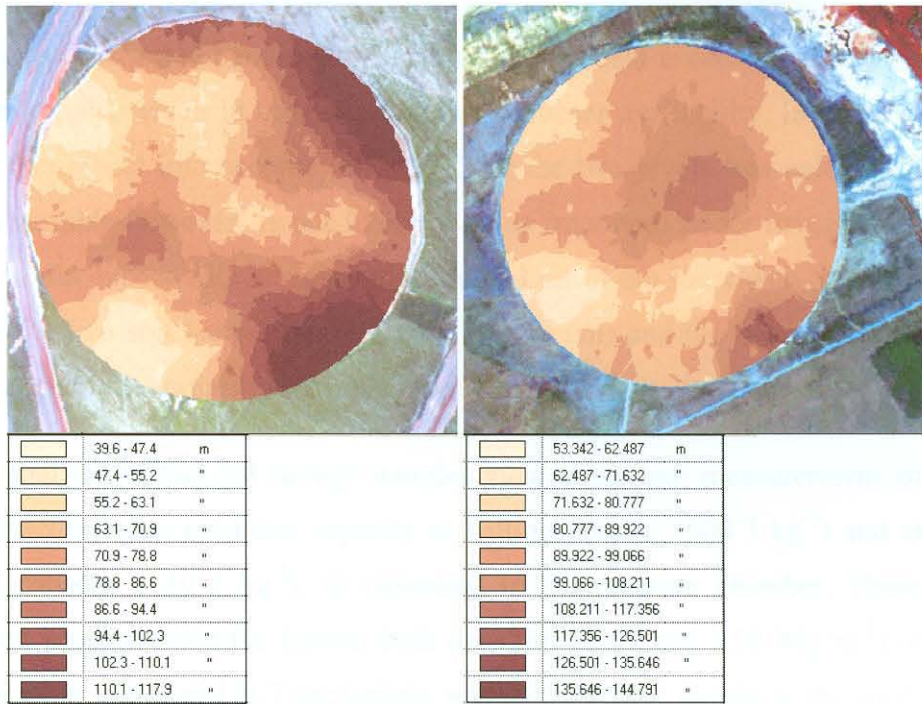 39.6 - 47.4 m
47.4 - 55.2 "
55.2 - 63.1 "
63.1 - 70.9 "
70.9 - 78.8 "
78.8 - 86.6 "
86.6 - 94.4 "
94.4 - 102.3 "
102.3 - 110.1 "
110.1 - 117.9 "
53.342 - 62.487 m
62.487 - 71.632 "
71.632 - 80.777 "
80.777 - 89.922 "
89.922 - 99.066 "
99.066 - 108.211 "
108.211 - 117.356 "
117.356 - 126.501 "
126.501 - 135.646 "
135.646 - 144.791 "